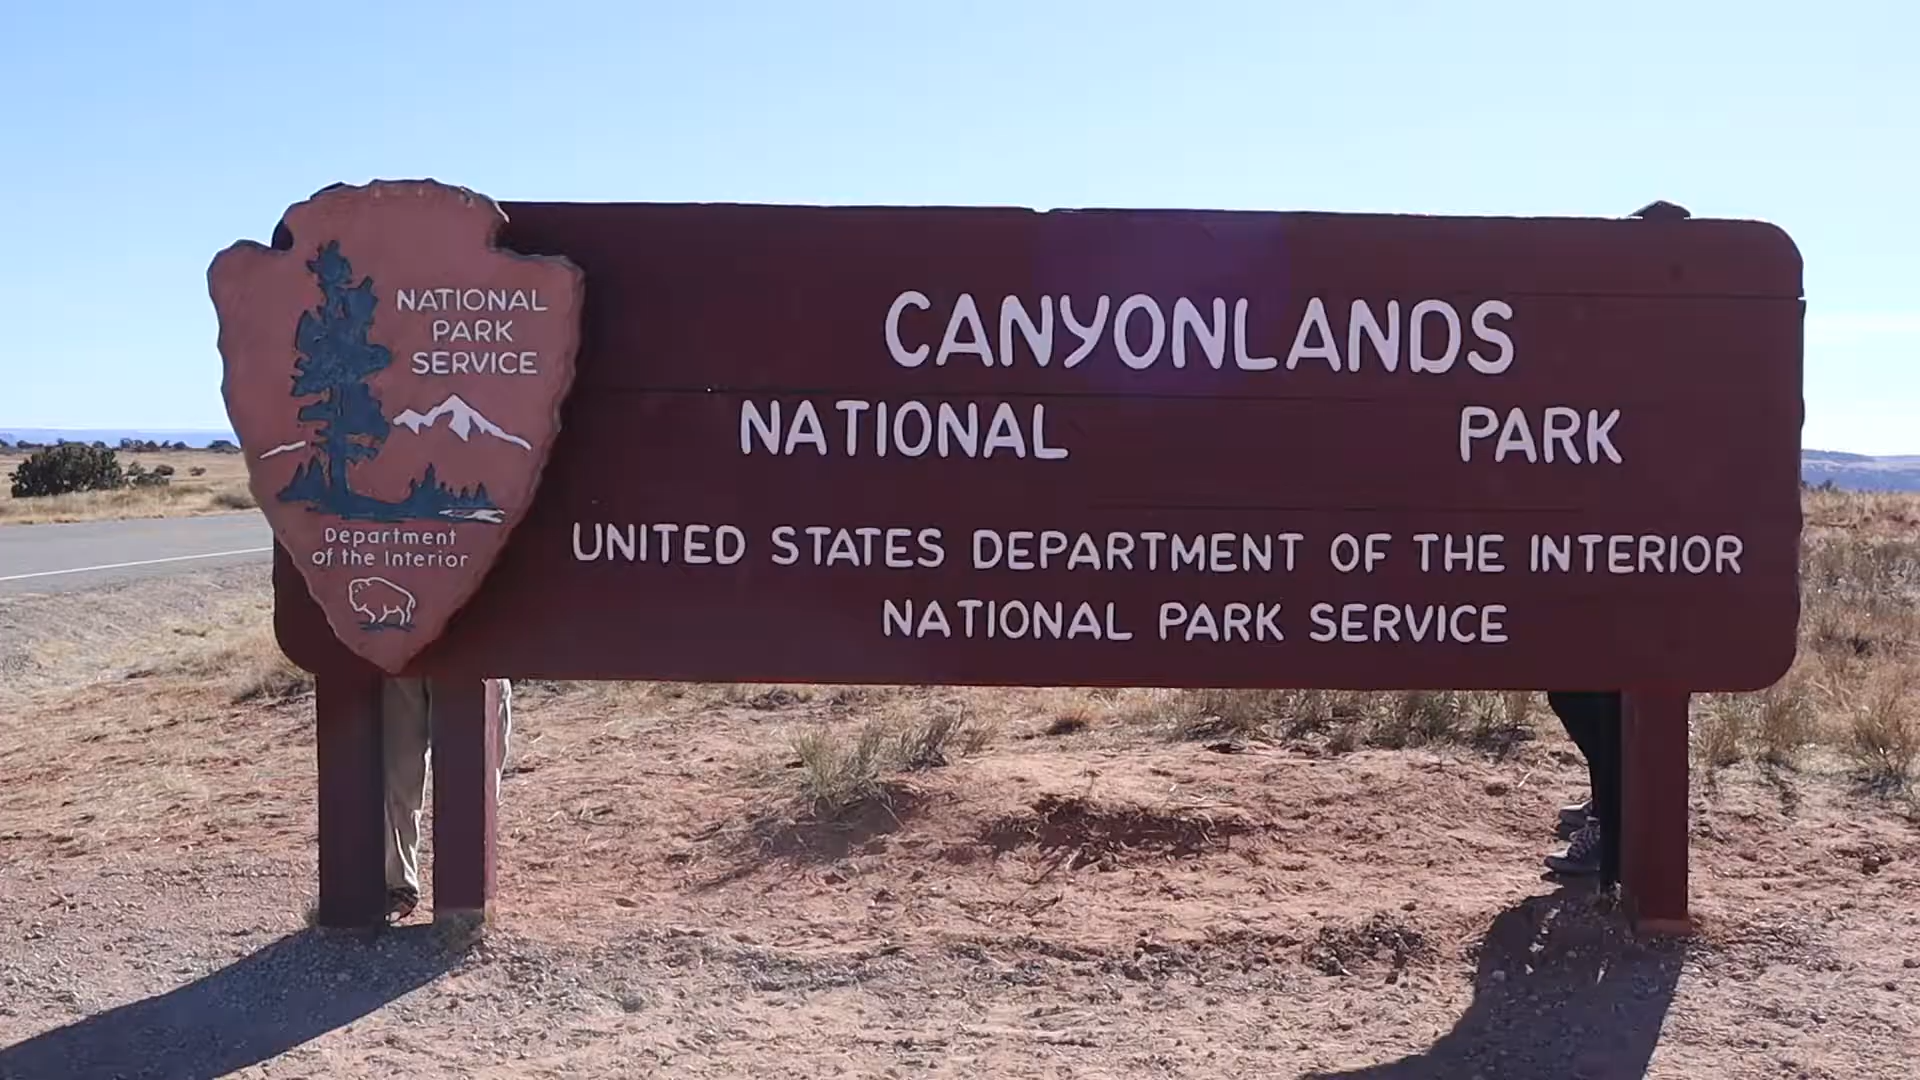 NATIONAL
PARK
SERVICE
Department
of the Interior
CANYONLANDS
NATIONAL PARK
UNITED STATES DEPARTMENT OF THE INTERIOR
NATIONAL PARK SERVICE